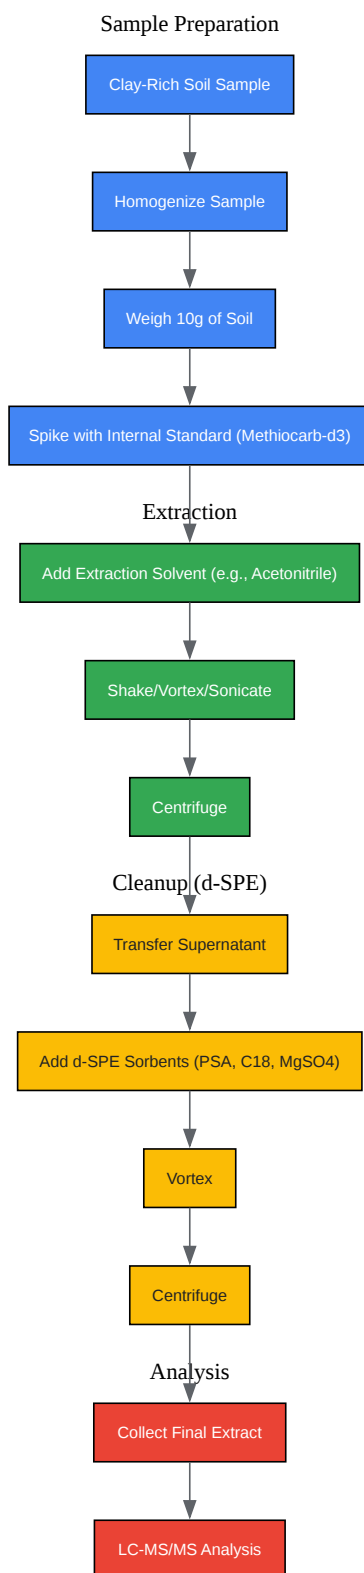 Sample Preparation
Clay-Rich Soil Sample
Homogenize Sample
Weigh 10g of Soil
Spike with Internal Standard (Methiocarb-d3)
Extraction
Add Extraction Solvent (e.g., Acetonitrile)
Shake/Vortex/Sonicate
Centrifuge
Cleanup (d-SPE)
Transfer Supernatant
Add d-SPE Sorbents (PSA, C18, MgSO4)
Vortex
Centrifuge
Analysis
Collect Final Extract
LC-MS/MS Analysis